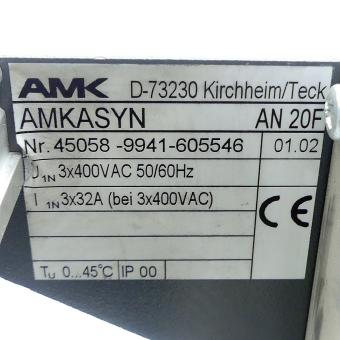 AMK D-73230 Kirchheim/Teck
AMKASYN AN 20F
Nr. 45058 -9941-605546 01.02
U1N 3x400VAC 50/60Hz
I 1N 3x32A (bei 3x400VAC)
CE
TU 0...45°C IP 00